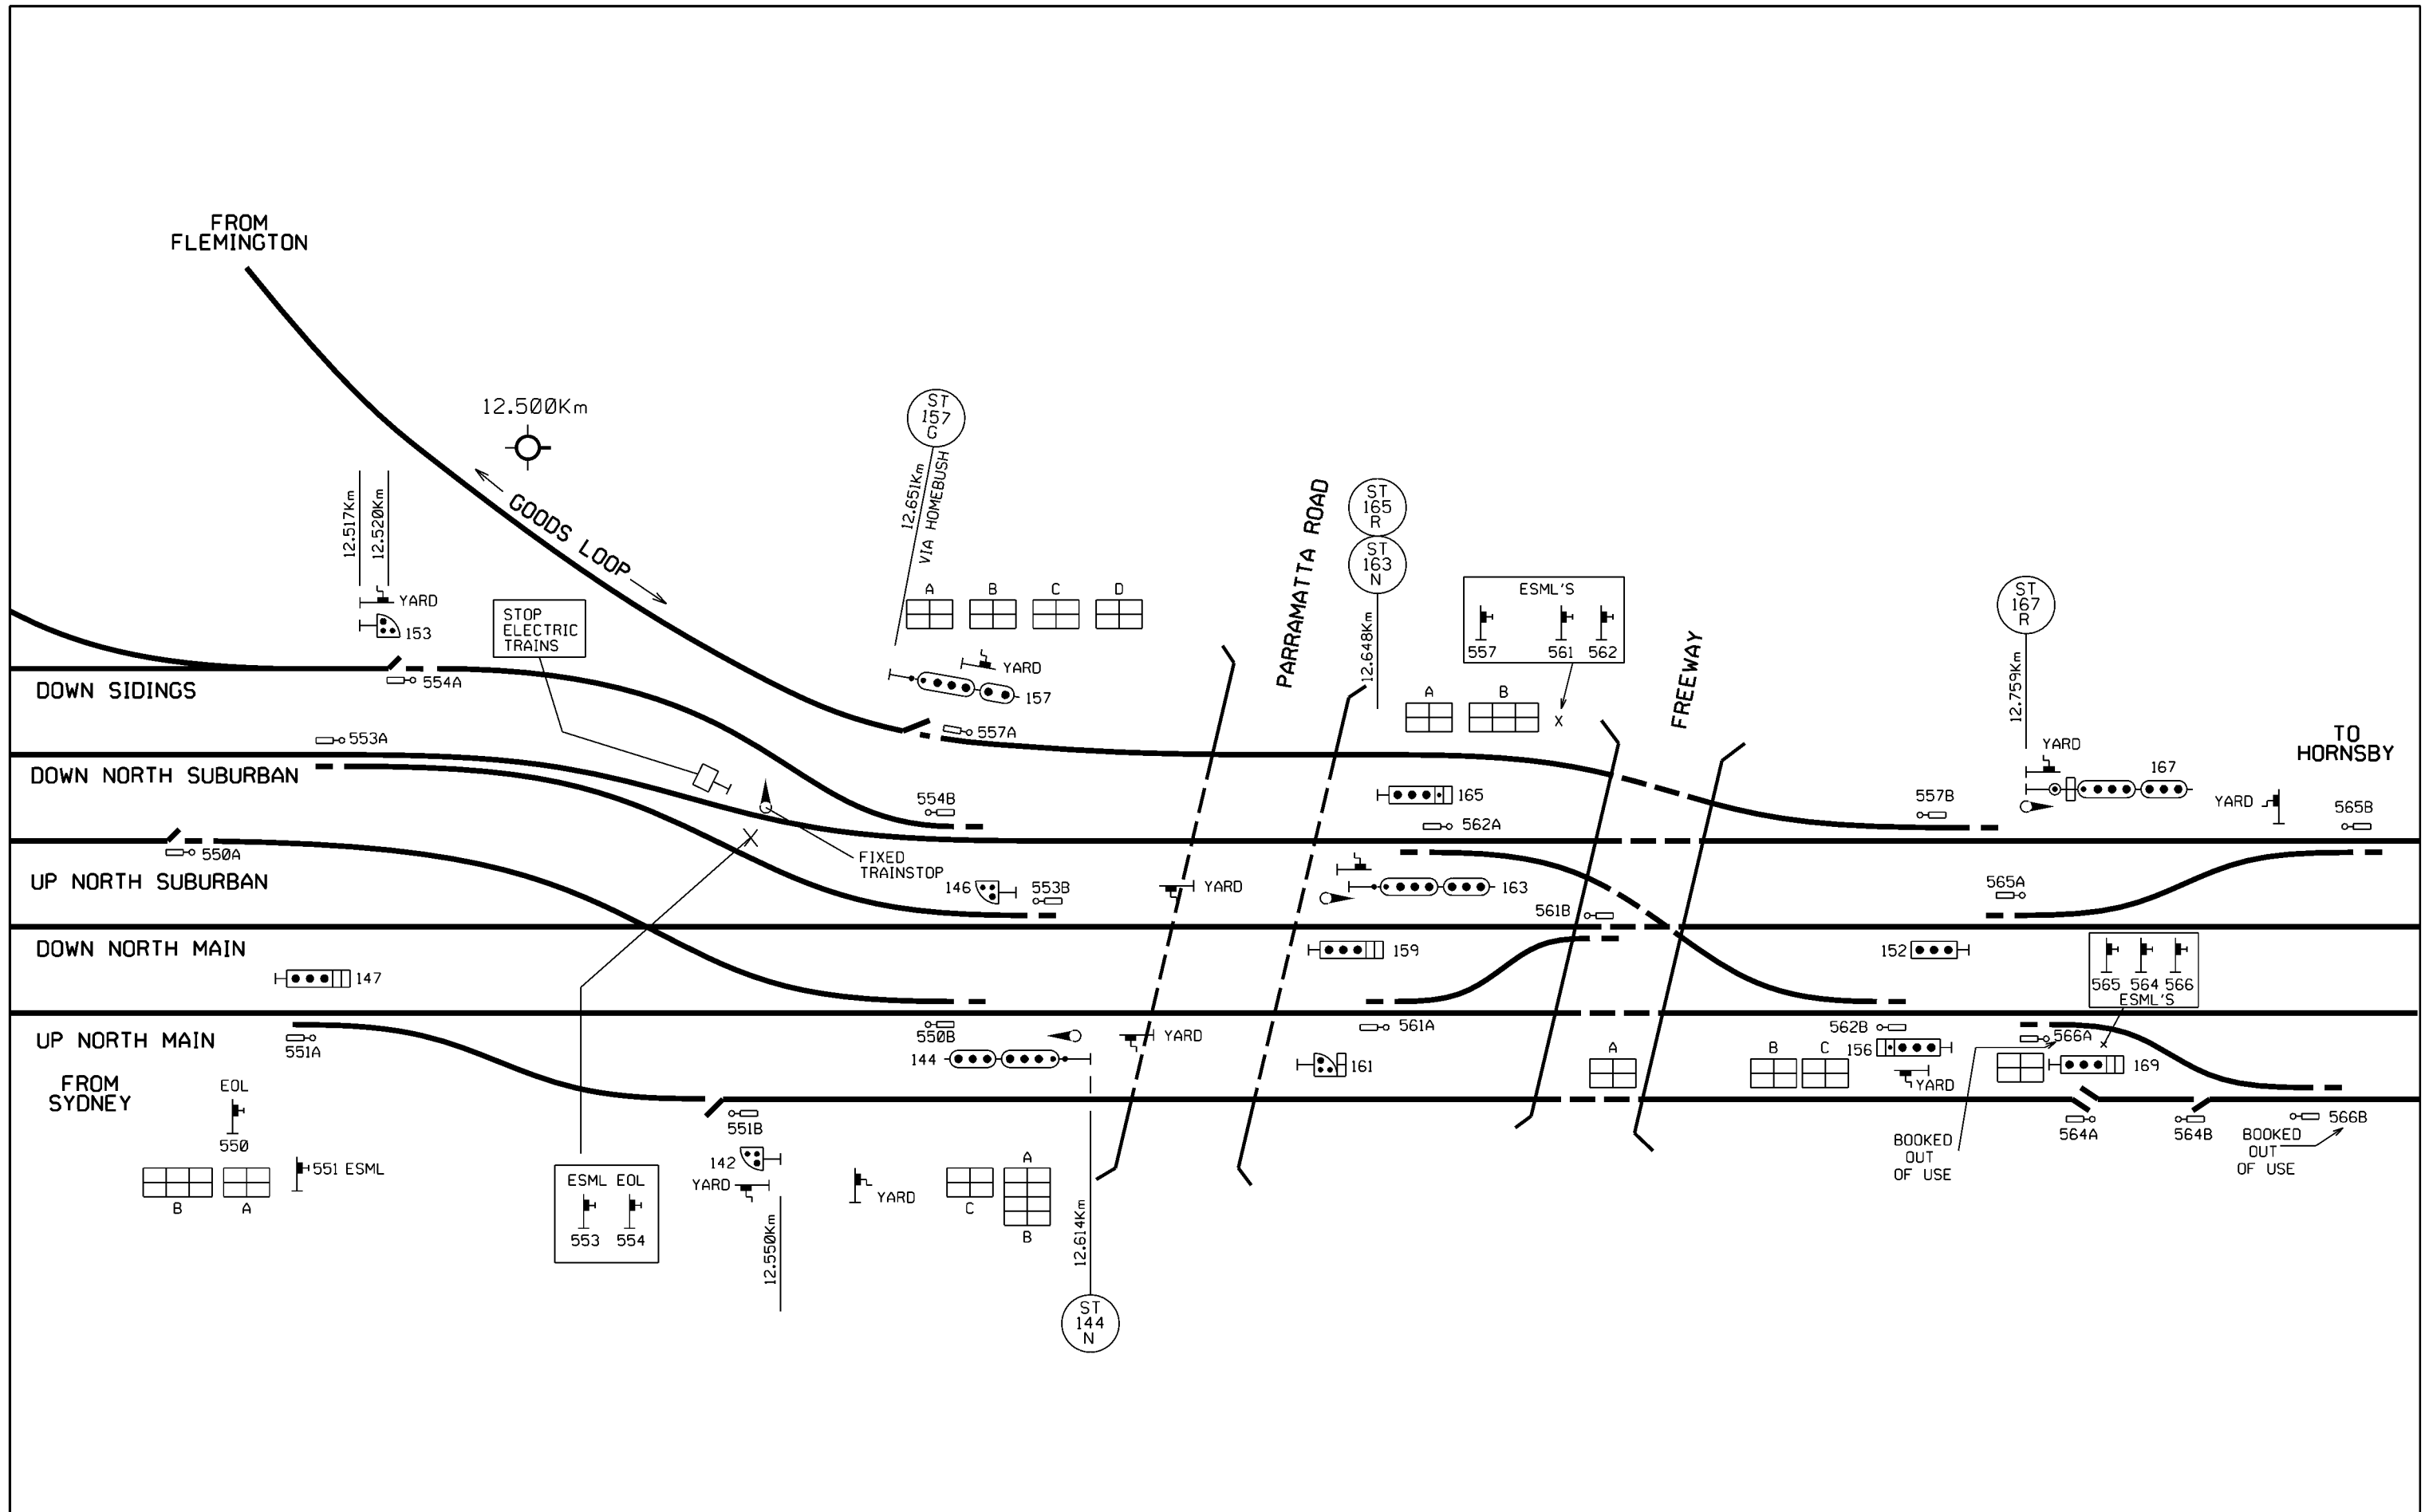 FROM
FLEMINGTON
12.500Km
GOODS LOOP
12.517Km
12.520Km
YARD
153
554A
DOWN SIDINGS
STOP
ELECTRIC
TRAINS
ST
157
G
12.651Km
VIA HOMEBUSH
A
B
C
D
YARD
157
557A
PARRAMATTA ROAD
ST
165
R
ST
163
N
12.648Km
A
B
X
ESML'S
557
561
562
FREEWAY
ST
167
R
12.759Km
YARD
167
YARD
TO
HORNSBY
565B
553A
DOWN NORTH SUBURBAN
554B
165
562A
557B
550A
UP NORTH SUBURBAN
FIXED
TRAINSTOP
146
553B
YARD
163
561B
565A
DOWN NORTH MAIN
147
159
152
565 564 566
ESML'S
UP NORTH MAIN
551A
550B
144
YARD
561A
161
A
B
C
562B
156
YARD
566A
X
169
FROM
SYDNEY
EOL
550
551 ESML
B
A
551B
142
YARD
12.550Km
ESML EOL
553 554
YARD
C
A
B
12.614Km
ST
144
N
BOOKED
OUT
OF USE
564A
564B
566B
BOOKED
OUT
OF USE